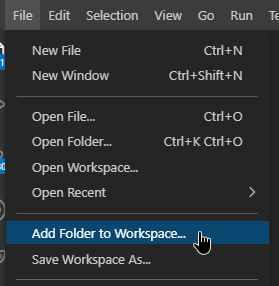 File Edit Selection View Go Run
New File Ctrl+N
New Window Ctrl+Shift+N
Open File... Ctrl+O
Open Folder... Ctrl+K Ctrl+O
Open Workspace...
Open Recent
Add Folder to Workspace...
Save Workspace As...